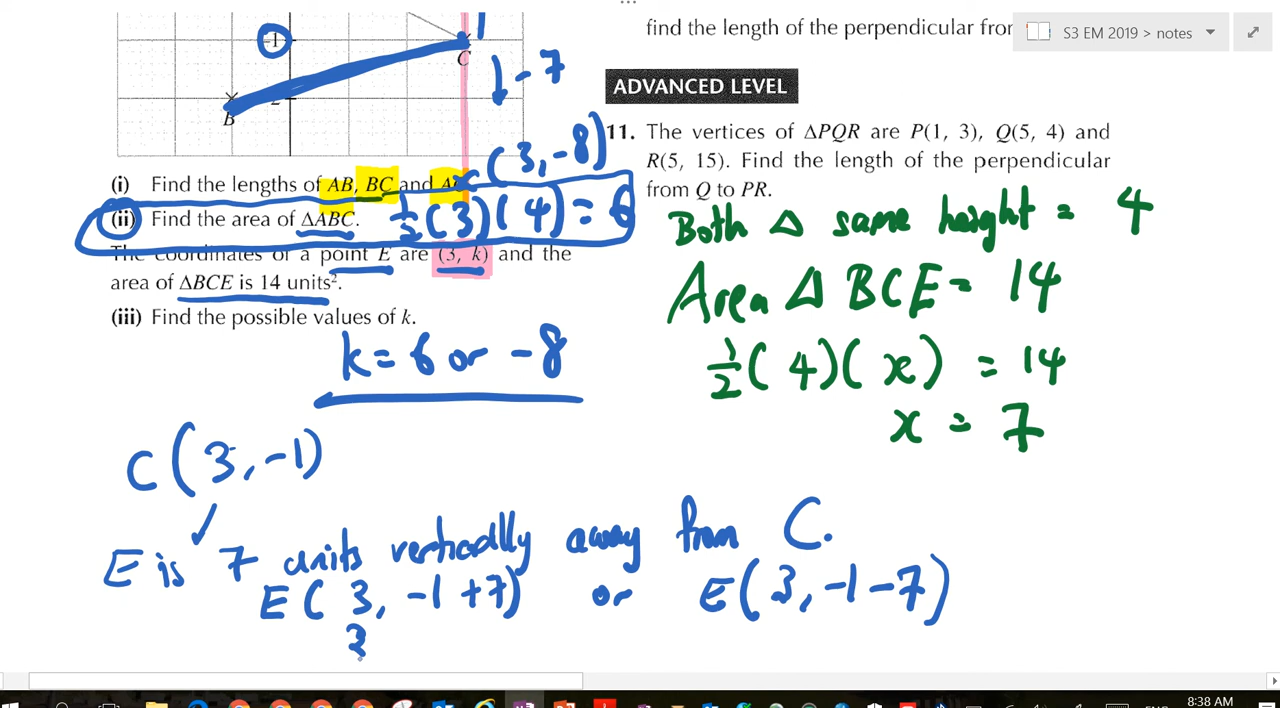 find the length of the perpendicular from
S3 EM 2019 > notes
-1
C
-7
B
(3, -8)
ADVANCED LEVEL
11. The vertices of ΔPQR are P(1, 3), Q(5, 4) and
R(5, 15). Find the length of the perpendicular
from Q to PR.
(i) Find the lengths of AB, BC and
(ii) Find the area of ΔABC. ½(3)(4) = 6
The coordinates of a point E are (3, k) and the
area of ΔBCE is 14 units².
(iii) Find the possible values of k.
k = 6 or -8
Both Δ same height = 4
Area Δ BCE = 14
½(4)(x) = 14
x = 7
C(3, -1)
E is 7 units vertically away from C.
E(3, -1+7) or E(3, -1-7)
8:38 AM